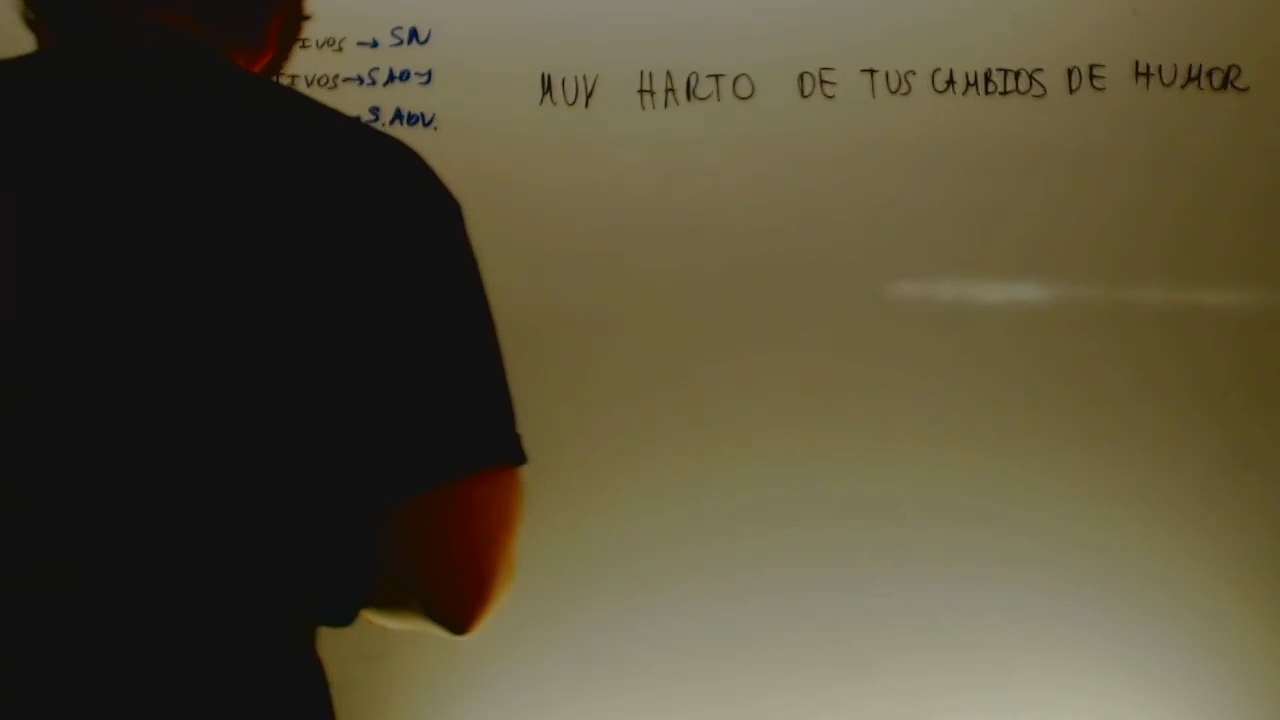 IVOS → SN
TIVOS → S.ADJ
S.ADV.
MUY HARTO DE TUS CAMBIOS DE HUMOR